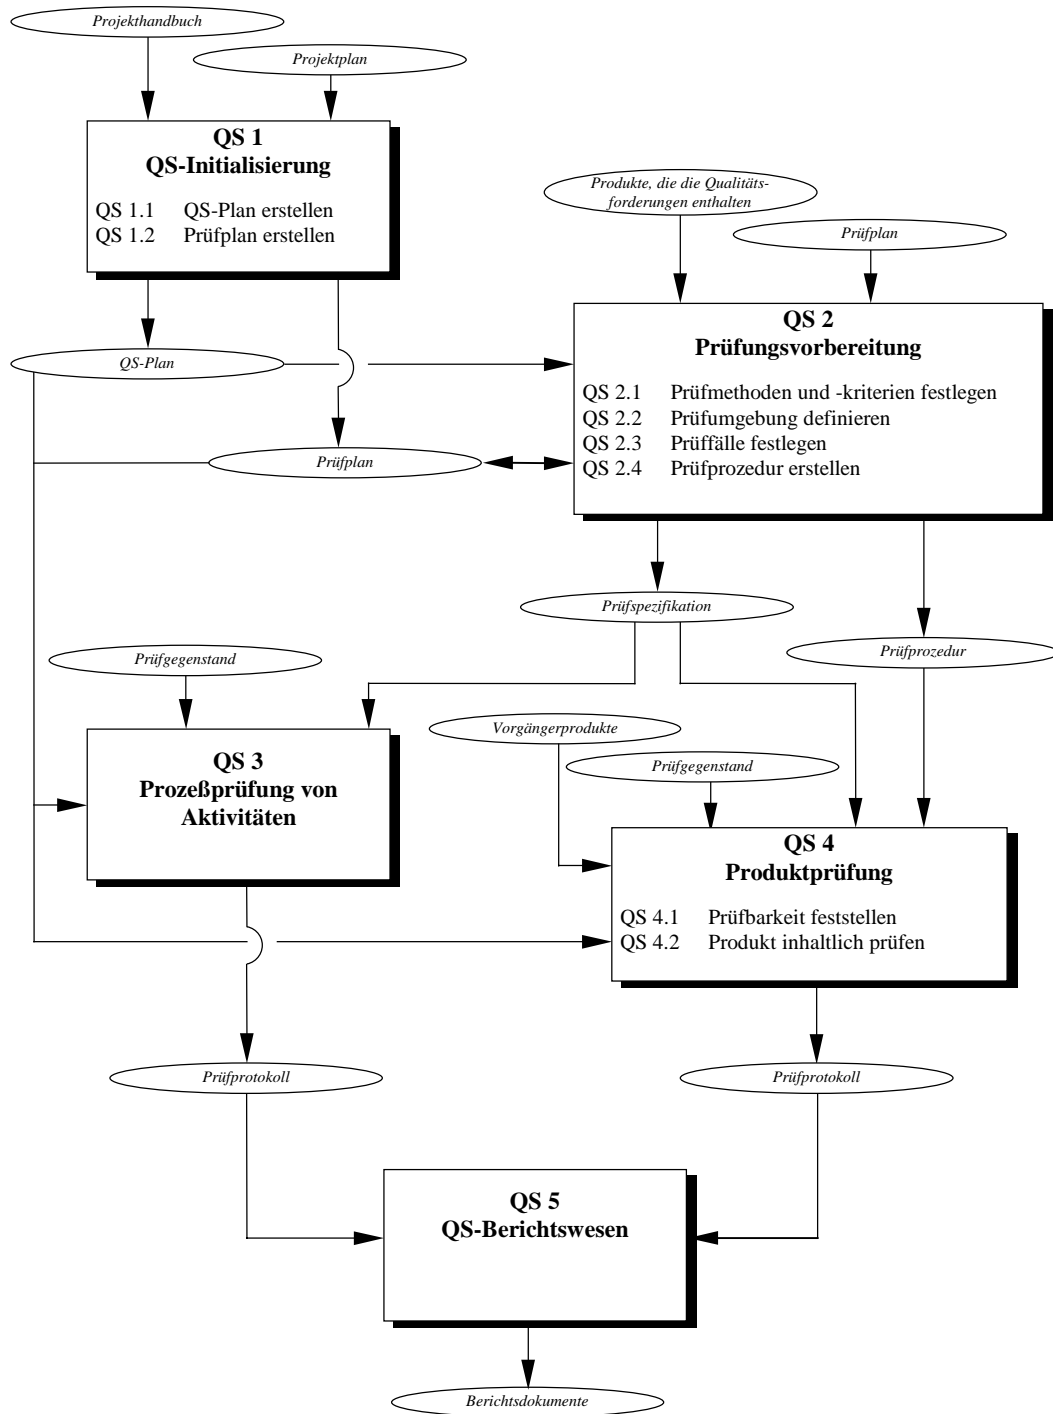 Projekthandbuch
Projektplan
QS 1
QS-Initialisierung
QS 1.1 QS-Plan erstellen
QS 1.2 Prüfplan erstellen
Produkte, die die Qualitäts-
forderungen enthalten
Prüfplan
QS 2
Prüfungsvorbereitung
QS 2.1 Prüfmethoden und -kriterien festlegen
QS 2.2 Prüfumgebung definieren
QS 2.3 Prüffälle festlegen
QS 2.4 Prüfprozedur erstellen
QS-Plan
Prüfplan
Prüfspezifikation
Prüfprozedur
Prüfgegenstand
QS 3
Prozeßprüfung von
Aktivitäten
Vorgängerprodukte
Prüfgegenstand
QS 4
Produktprüfung
QS 4.1 Prüfbarkeit feststellen
QS 4.2 Produkt inhaltlich prüfen
Prüfprotokoll
Prüfprotokoll
QS 5
QS-Berichtswesen
Berichtsdokumente